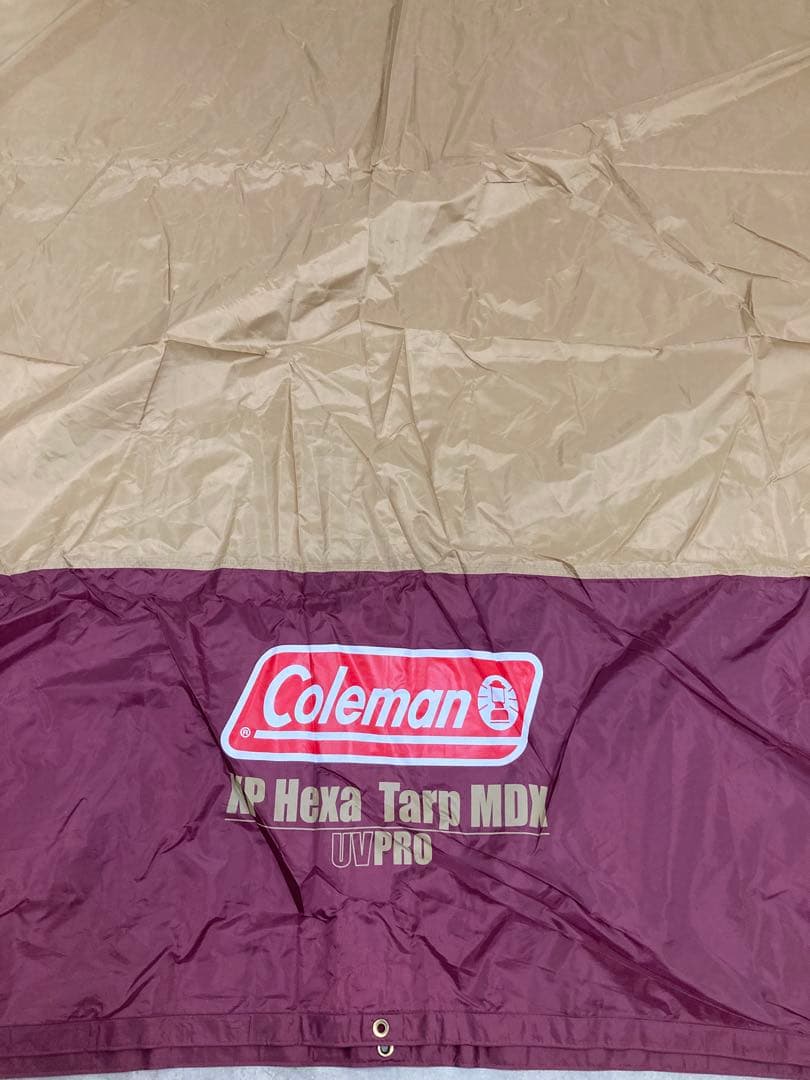 Coleman
®
XP Hexa Tarp MDX
UVPRO